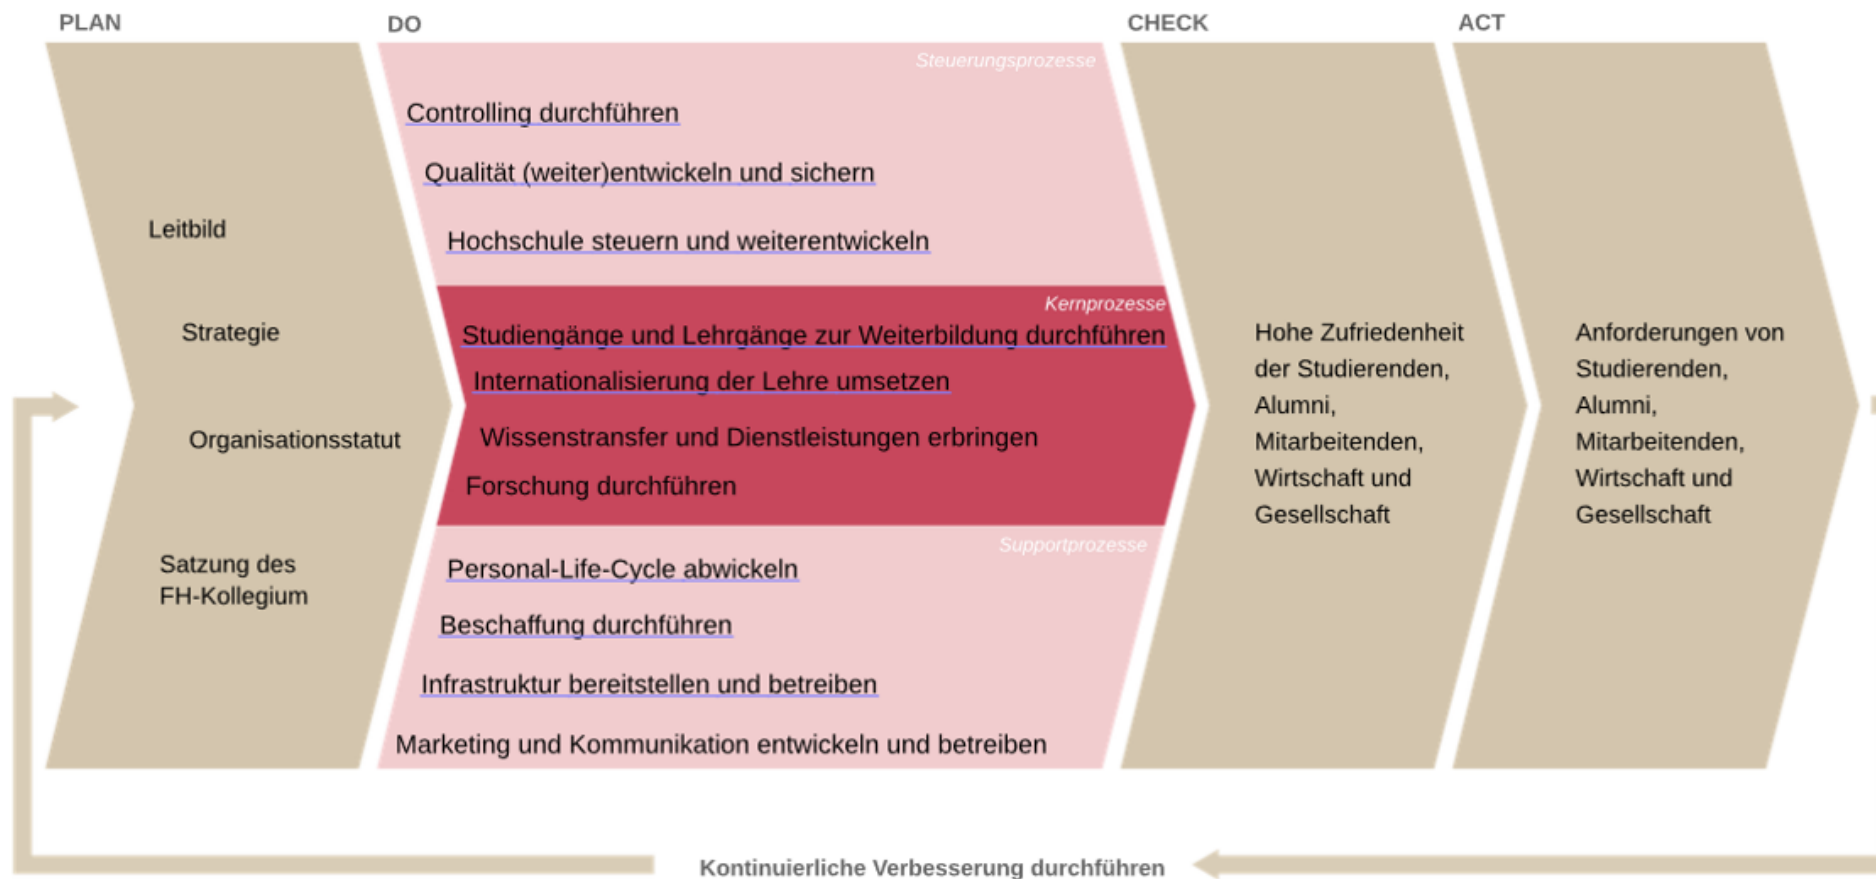 PLAN
Leitbild
Strategie
Organisationsstatut
Satzung des
FH-Kollegium
DO
Steuerungsprozesse
Controlling durchführen
Qualität (weiter)entwickeln und sichern
Hochschule steuern und weiterentwickeln
Kernprozesse
Studiengänge und Lehrgänge zur Weiterbildung durchführen
Internationalisierung der Lehre umsetzen
Wissenstransfer und Dienstleistungen erbringen
Forschung durchführen
Supportprozesse
Personal-Life-Cycle abwickeln
Beschaffung durchführen
Infrastruktur bereitstellen und betreiben
Marketing und Kommunikation entwickeln und betreiben
CHECK
Hohe Zufriedenheit
der Studierenden,
Alumni,
Mitarbeitenden,
Wirtschaft und
Gesellschaft
ACT
Anforderungen von
Studierenden,
Alumni,
Mitarbeitenden,
Wirtschaft und
Gesellschaft
Kontinuierliche Verbesserung durchführen